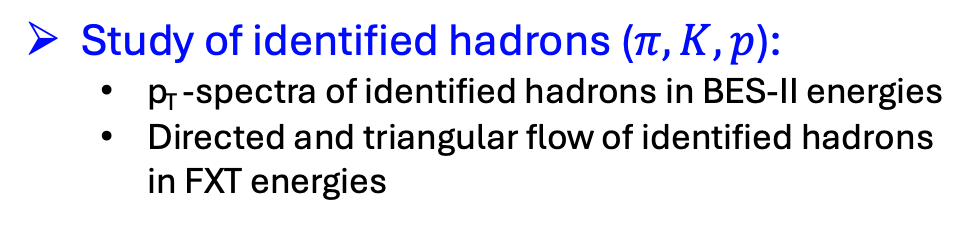 ➢ Study of identified hadrons (π, K, p):
• pT -spectra of identified hadrons in BES-II energies
• Directed and triangular flow of identified hadrons
in FXT energies